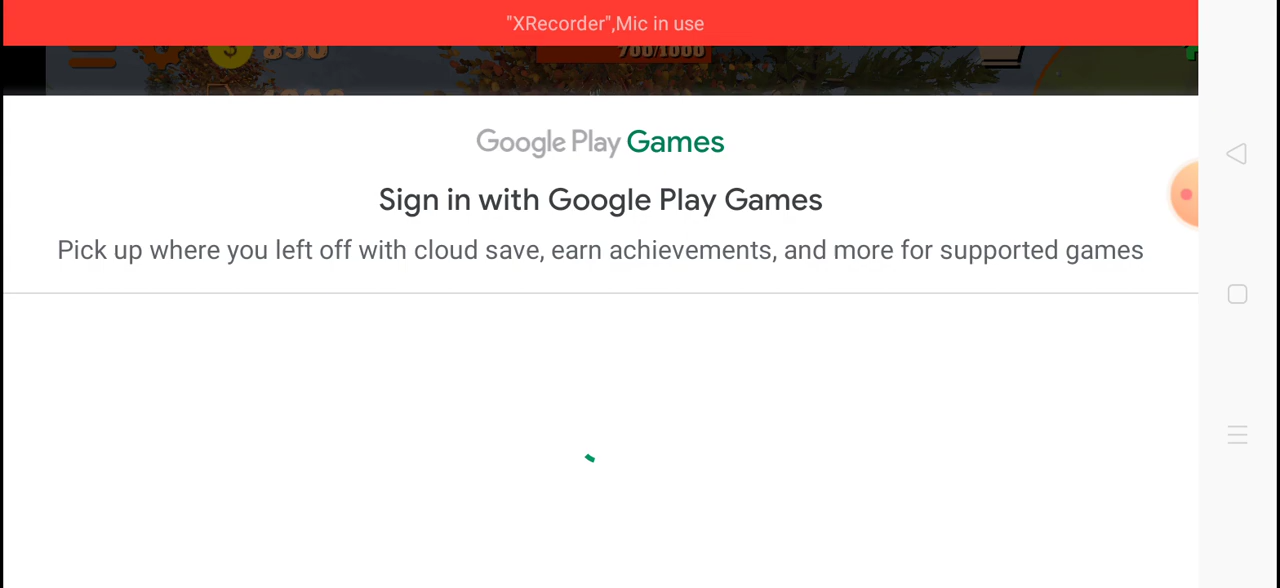 "XRecorder",Mic in use
Google Play Games
Sign in with Google Play Games
Pick up where you left off with cloud save, earn achievements, and more for supported games